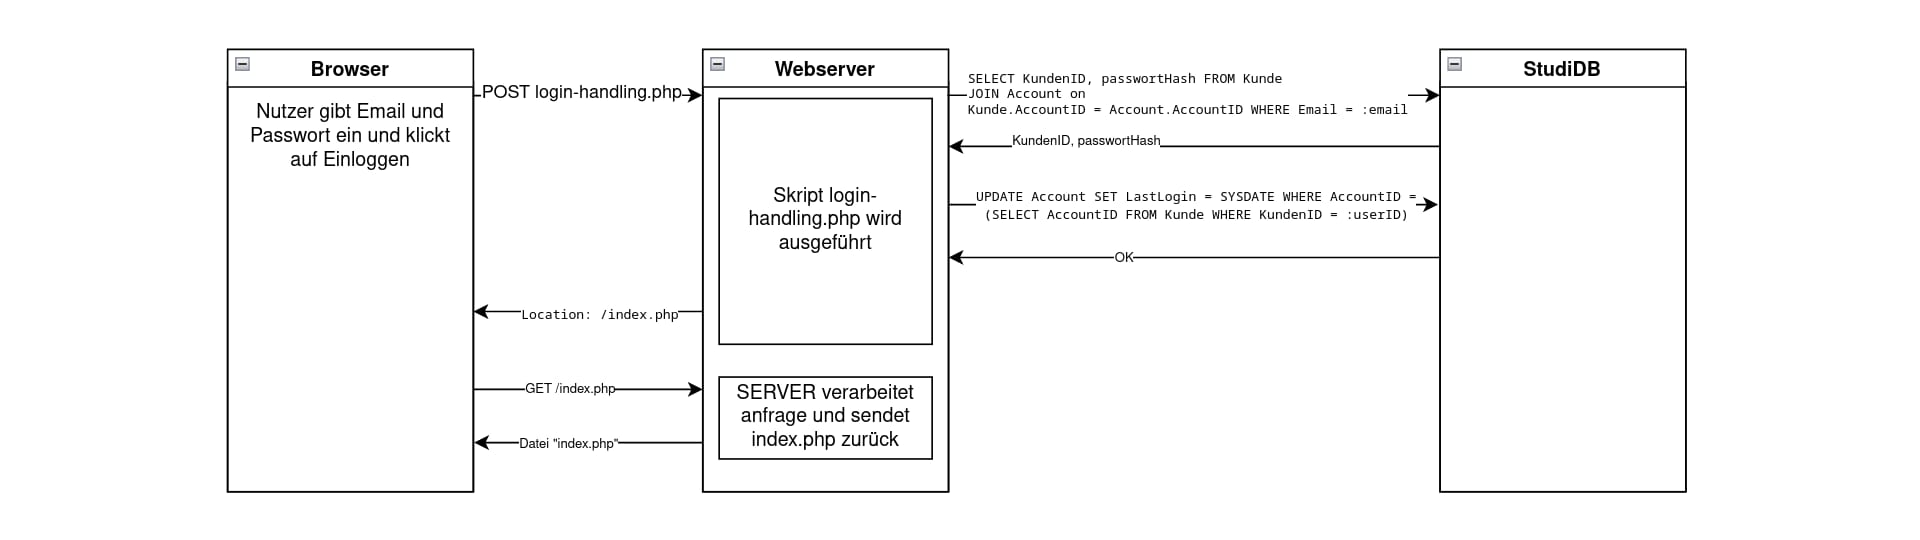 Browser
Webserver
StudiDB
Nutzer gibt Email und
Passwort ein und klickt
auf Einloggen
POST login-handling.php
SELECT KundenID, passwortHash FROM Kunde
JOIN Account on
Kunde.AccountID = Account.AccountID WHERE Email = :email
KundenID, passwortHash
Skript login-
handling.php wird
ausgeführt
UPDATE Account SET LastLogin = SYSDATE WHERE AccountID =
(SELECT AccountID FROM Kunde WHERE KundenID = :userID)
OK
Location: /index.php
GET /index.php
SERVER verarbeitet
anfrage und sendet
index.php zurück
Datei "index.php"